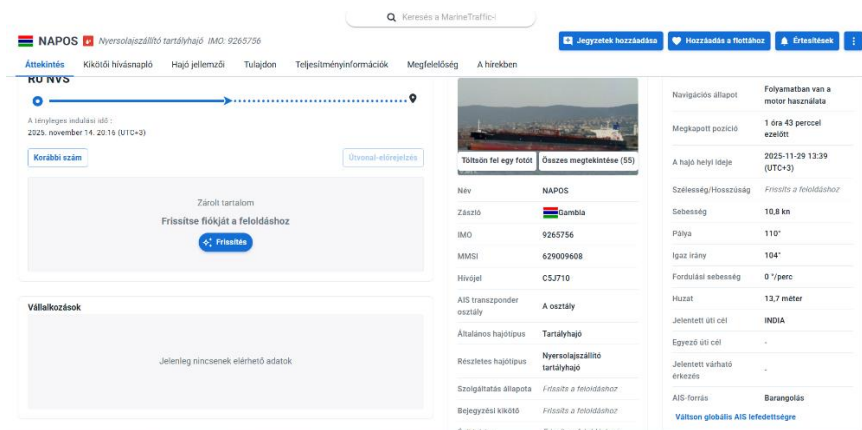 Keresés a MarineTraffic-i
NAPOS Nyersolajszállító tartályhajó IMO: 9265756
Jegyzetek hozzáadása
Hozzáadás a flottához
Értesítések
Áttekintés Kikötői hívásnapló Hajó jellemzői Tulajdon Teljesítményinformációk Megfelelőség A hírekben
RU NVS
A tényleges indulási idő :
2025. november 14. 20:16 (UTC+3)
Korábbi szám
Útvonal-előrejelzés
Zárolt tartalom
Frissítse fiókját a feloldáshoz
Frissítés
Vállalkozások
Jelenleg nincsenek elérhető adatok
Töltsön fel egy fotót
Összes megtekintése (55)
Név NAPOS
Zászló Gambia
IMO 9265756
MMSI 629009608
Hívójel C5J710
AIS transzponder
osztály A osztály
Általános hajótípus Tartályhajó
Részletes hajótípus Nyersolajszállító
tartályhajó
Szolgáltatás állapota Frissíts a feloldáshoz
Bejegyzési kikötő Frissíts a feloldáshoz
Navigációs állapot Folyamatban van a
motor használata
Megkapott pozíció 1 óra 43 perccel
ezelőtt
A hajó helyi ideje 2025-11-29 13:39
(UTC+3)
Szélesség/Hosszúság Frissíts a feloldáshoz
Sebesség 10,8 kn
Pálya 110°
Igaz irány 104°
Fordulási sebesség 0 °/perc
Huzat 13,7 méter
Jelentett úti cél INDIA
Egyező úti cél -
Jelentett várható
érkezés -
AIS-forrás Barangolás
Váltson globális AIS lefedettségre